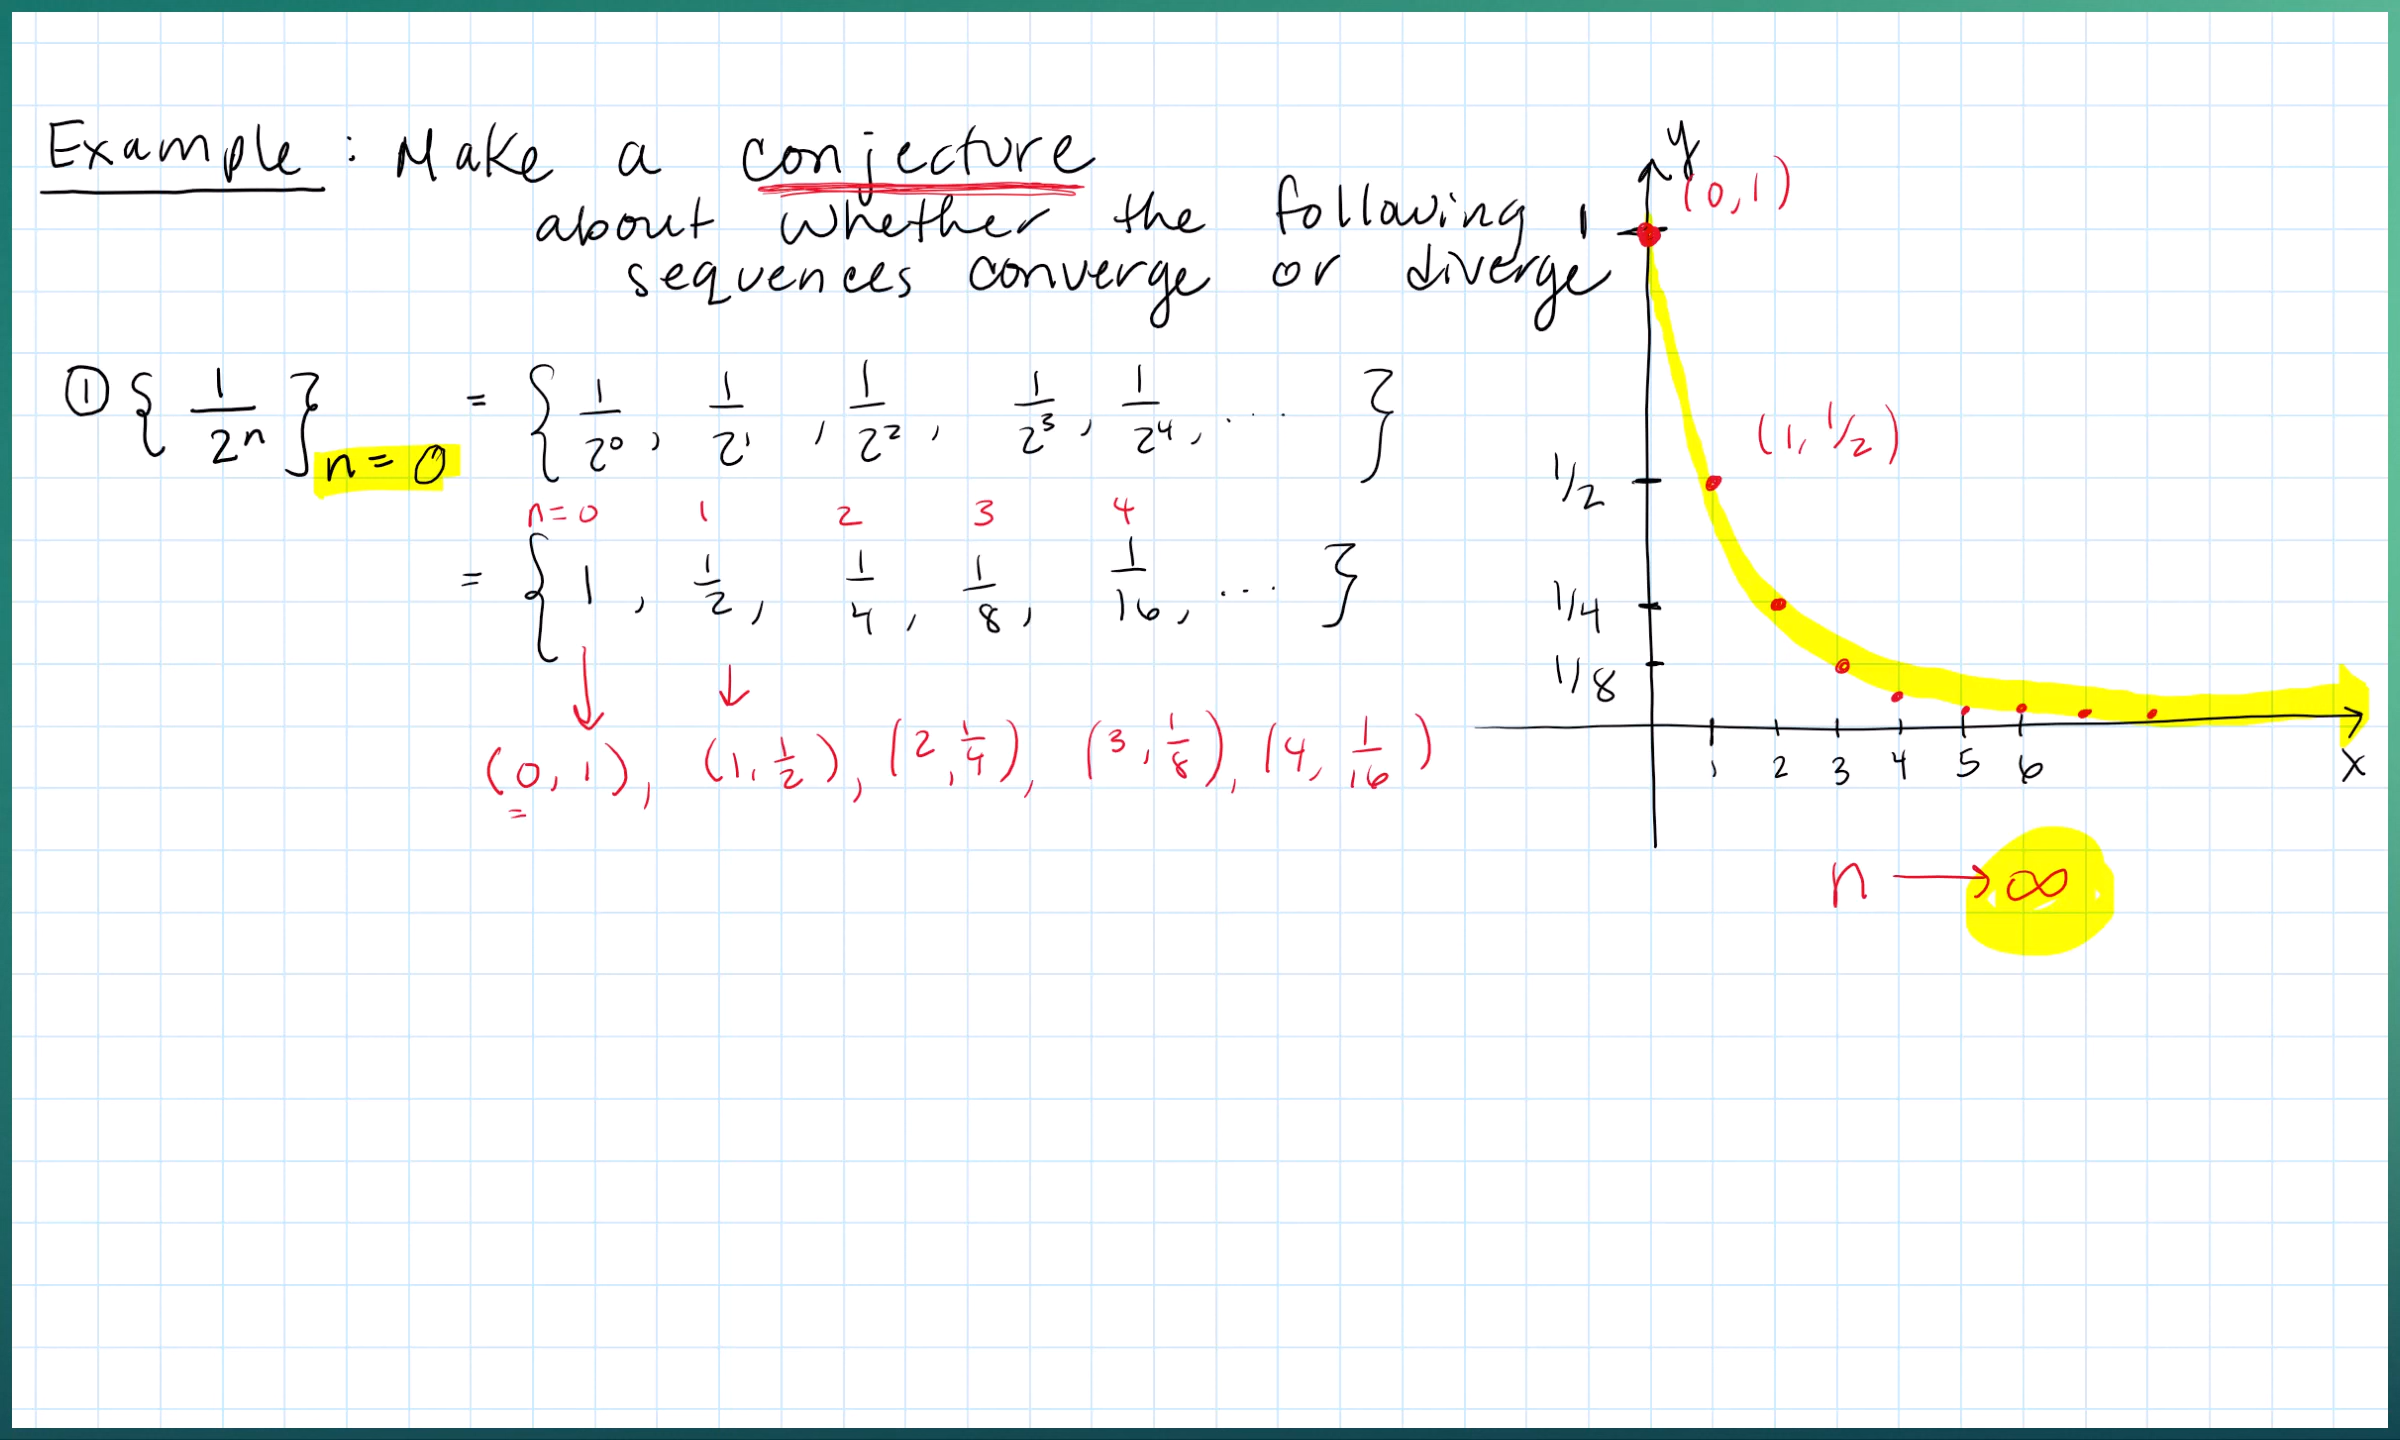 Example : Make a conjecture
about whether the following
sequences converge or diverge
① { 1/2ⁿ }n=0 = { 1/2⁰, 1/2¹, 1/2², 1/2³, 1/2⁴, ... }
n=0 1 2 3 4
= { 1, 1/2, 1/4, 1/8, 1/16, ... }
(0, 1), (1, 1/2), (2, 1/4), (3, 1/8), (4, 1/16)
y
(0,1)
1
(1, 1/2)
1/2
1/4
1/8
1 2 3 4 5 6 x
n → ∞